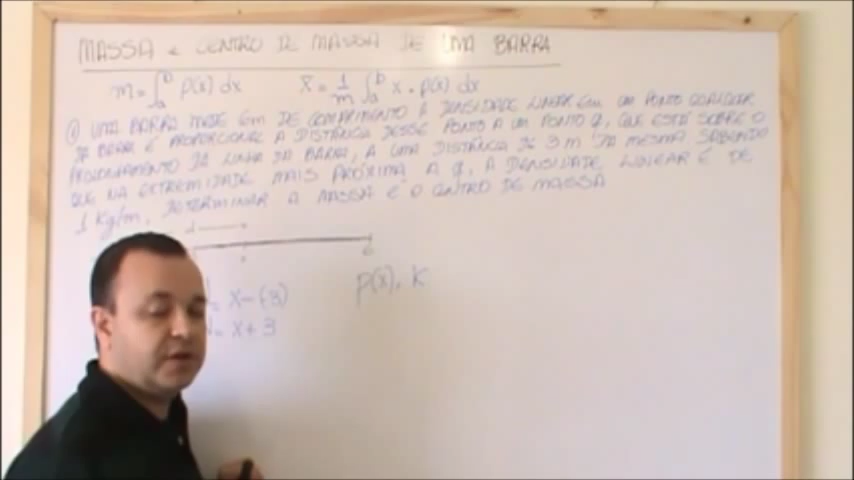 MASSA e CENTRO DE MASSA DE UMA BARRA
m = ∫_a^b ρ(x) dx    X̄ = 1/m ∫_a^b x · ρ(x) dx
① UMA BARRA MEDE 6m DE COMPRIMENTO A DENSIDADE LINEAR EM UM PONTO QUALQUER
DA BARRA É PROPORCIONAL A DISTÂNCIA DESSE PONTO A UM PONTO q, QUE ESTÁ SOBRE O
PROLONGAMENTO DA LINHA DA BARRA, A UMA DISTÂNCIA DE 3 m DA MESMA. SABENDO
QUE NA EXTREMIDADE MAIS PRÓXIMA A q, A DENSIDADE LINEAR É DE
1 Kg/m, DETERMINAR A MASSA E O CENTRO DE MASSA
d
6
= x - (3)    ρ(x). K
= x + 3